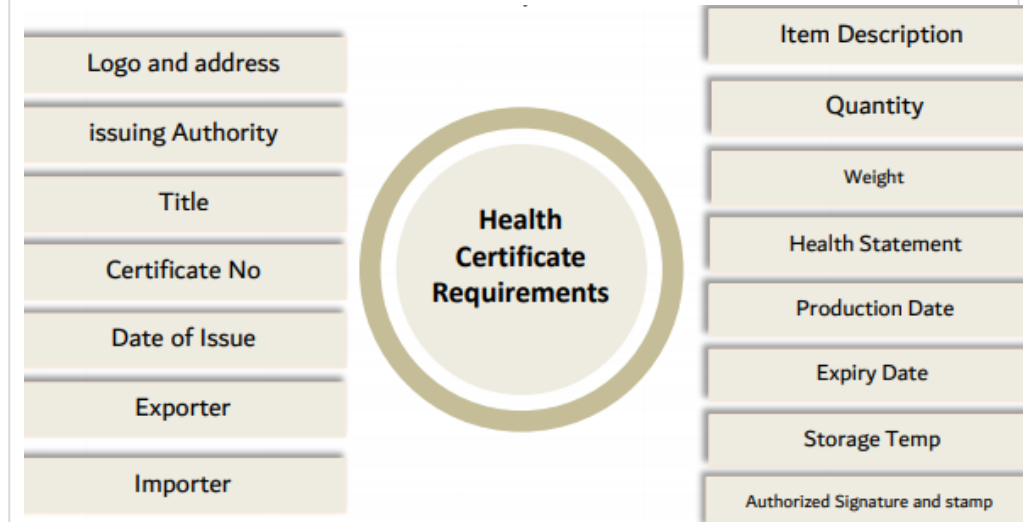 Logo and address
issuing Authority
Title
Certificate No
Date of Issue
Exporter
Importer
Health
Certificate
Requirements
Item Description
Quantity
Weight
Health Statement
Production Date
Expiry Date
Storage Temp
Authorized Signature and stamp